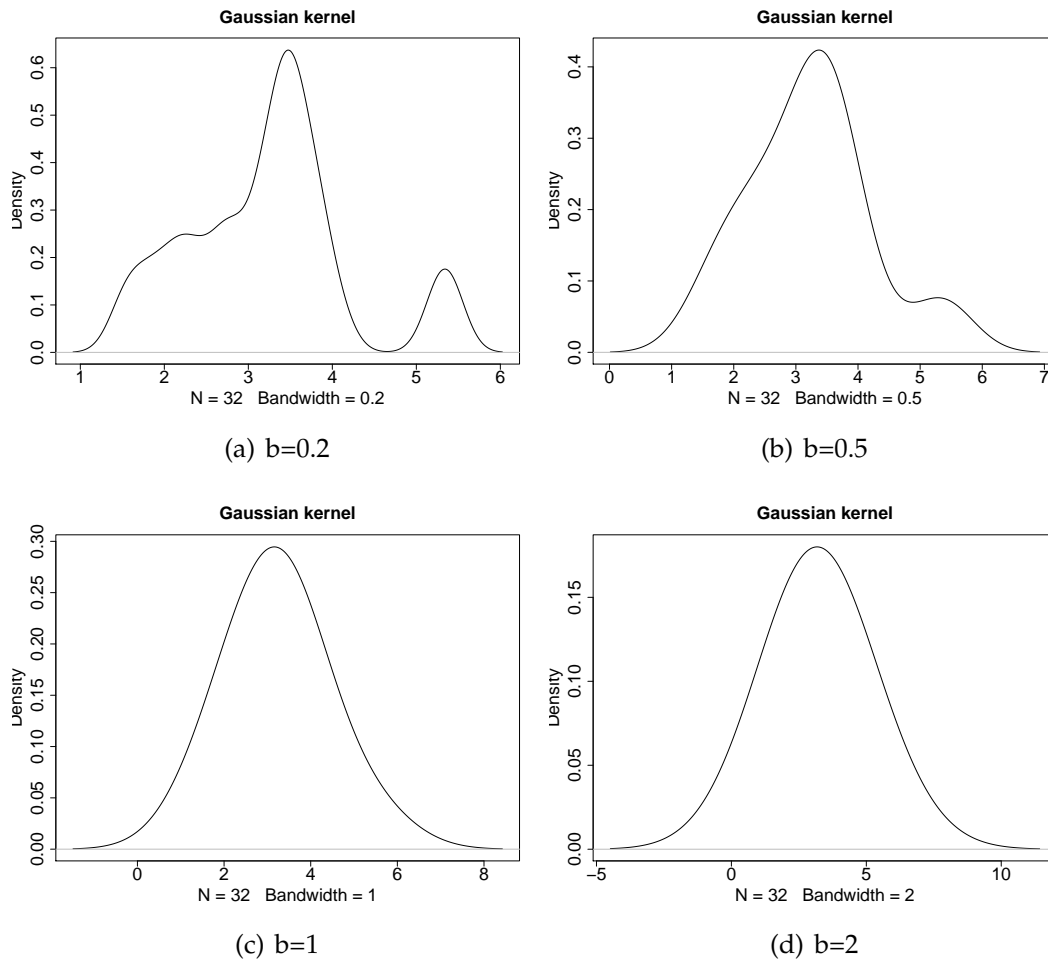 Gaussian kernel
Density
0.0 0.1 0.2 0.3 0.4 0.5 0.6
1 2 3 4 5 6
N = 32 Bandwidth = 0.2
(a) b=0.2
Gaussian kernel
Density
0.0 0.1 0.2 0.3 0.4
0 1 2 3 4 5 6 7
N = 32 Bandwidth = 0.5
(b) b=0.5
Gaussian kernel
Density
0.00 0.05 0.10 0.15 0.20 0.25 0.30
0 2 4 6 8
N = 32 Bandwidth = 1
(c) b=1
Gaussian kernel
Density
0.00 0.05 0.10 0.15
−5 0 5 10
N = 32 Bandwidth = 2
(d) b=2